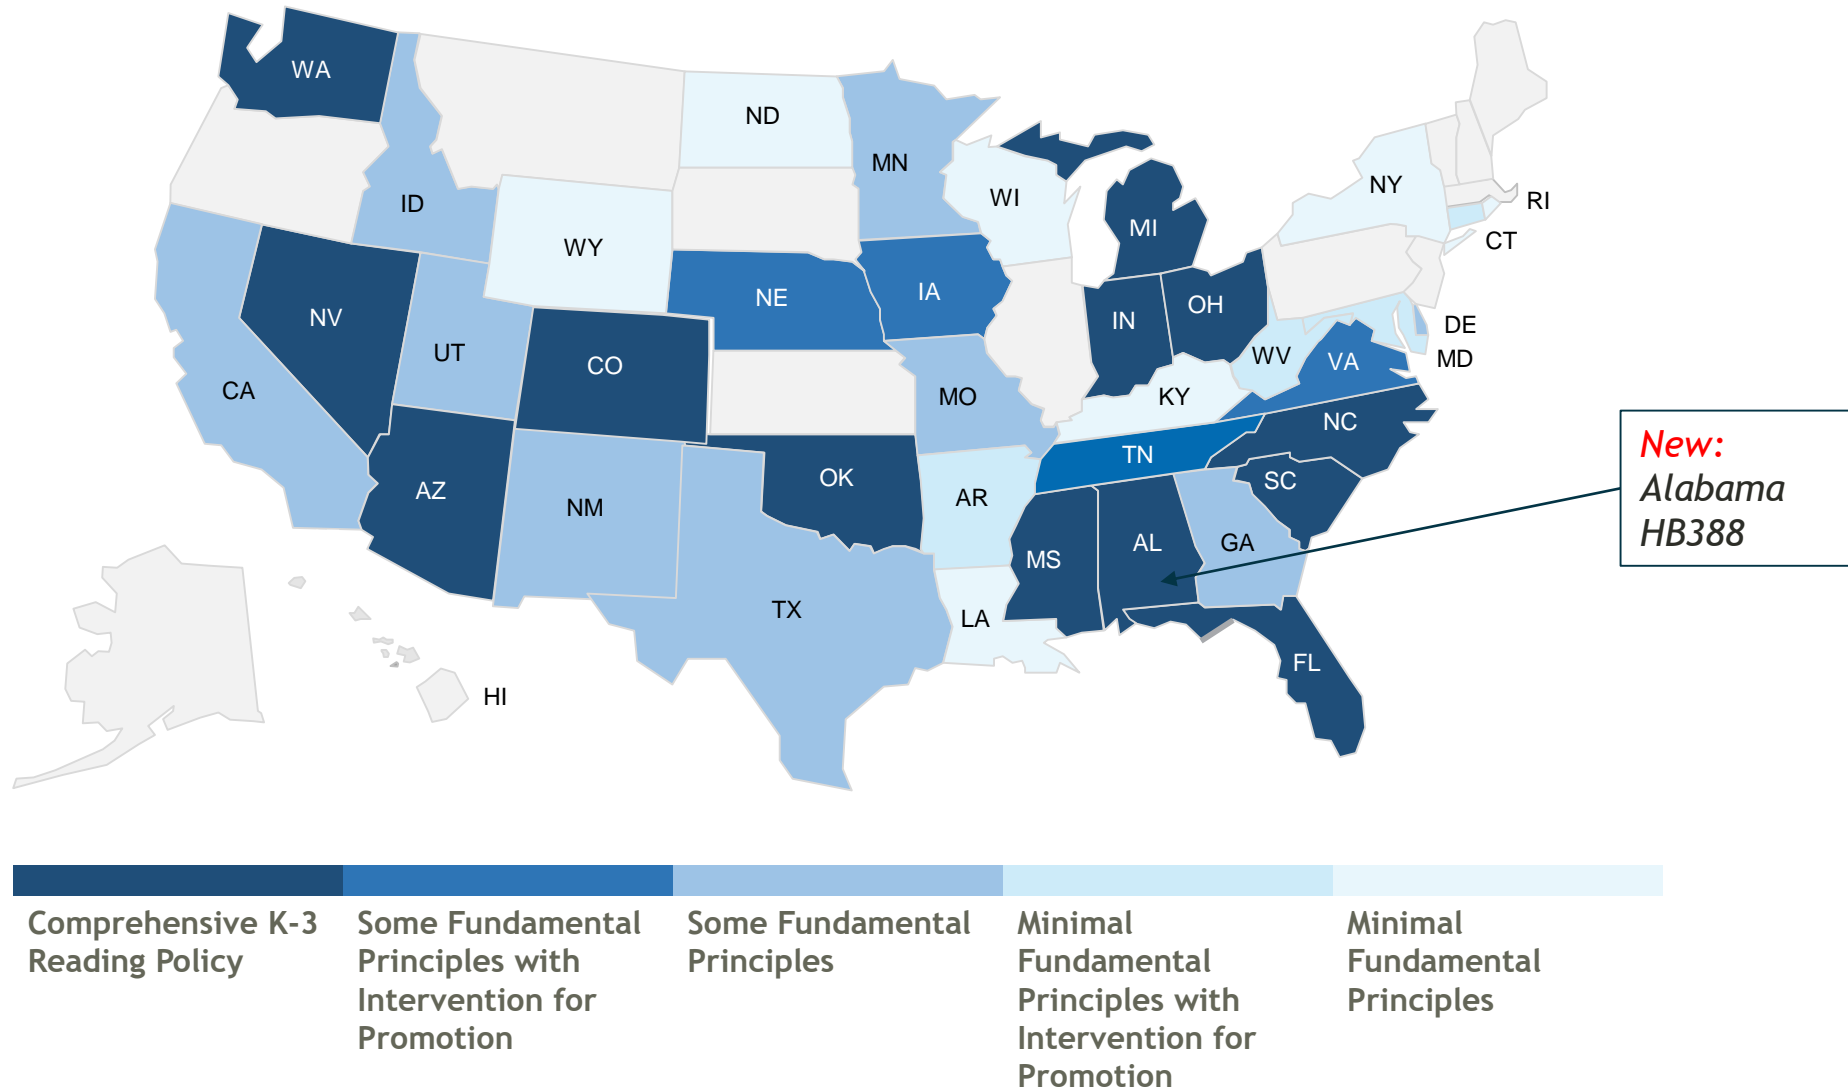 WA
ND
MN
NY
WI
RI
ID
MI
CT
WY
NE
IA
OH
NV
IN
DE
UT
CO
WV
VA
MD
CA
MO
KY
NC
TN
New:
OK
SC
Alabama
AZ
AR
HB388
NM
MS
AL
GA
TX
LA
FL
HI
Comprehensive K-3
Reading Policy
Some Fundamental
Principles with
Intervention for
Promotion
Some Fundamental
Principles
Minimal
Fundamental
Principles with
Intervention for
Promotion
Minimal
Fundamental
Principles